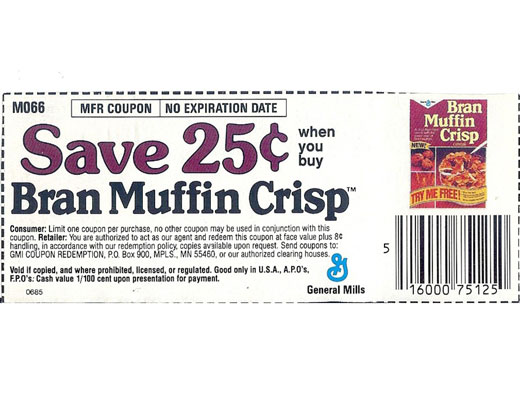 M066
MFR COUPON NO EXPIRATION DATE
Save 25¢ when
you
buy
Bran Muffin Crisp™
Consumer: Limit one coupon per purchase, no other coupon may be used in conjunction with this
coupon. Retailer: You are authorized to act as our agent and redeem this coupon at face value plus 8¢
handling, in accordance with our redemption policy, copies available upon request. Send coupons to:
GMI COUPON REDEMPTION, P.O. Box 900, MPLS., MN 55460, or our authorized clearing houses.
Void if copied, and where prohibited, licensed, or regulated. Good only in U.S.A., A.P.O's,
F.P.O's: Cash value 1/100 cent upon presentation for payment.
0685
G
General Mills
Bran
Muffin
Crisp
NEW!
TRY ME FREE!
5
16000 75125